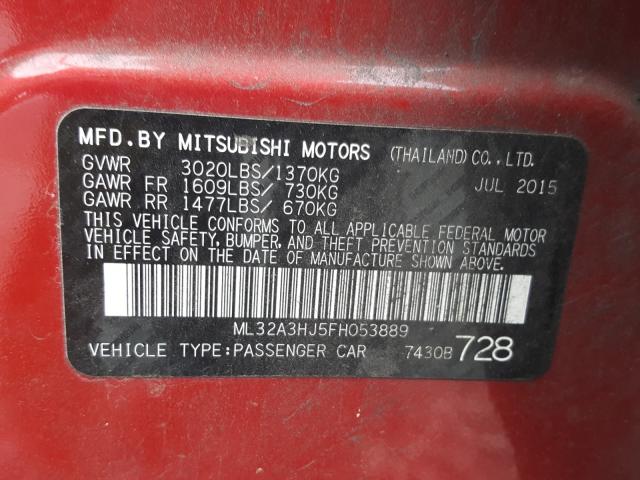 MFD. BY MITSUBISHI MOTORS (THAILAND) CO., LTD.
GVWR 3020LBS/1370KG JUL 2015
GAWR FR 1609LBS/ 730KG
GAWR RR 1477LBS/ 670KG
THIS VEHICLE CONFORMS TO ALL APPLICABLE FEDERAL MOTOR
VEHICLE SAFETY, BUMPER, AND THEFT PREVENTION STANDARDS
IN EFFECT ON THE DATE OF MANUFACTURE SHOWN ABOVE.
ML32A3HJ5FH053889
VEHICLE TYPE:PASSENGER CAR 7430B 728